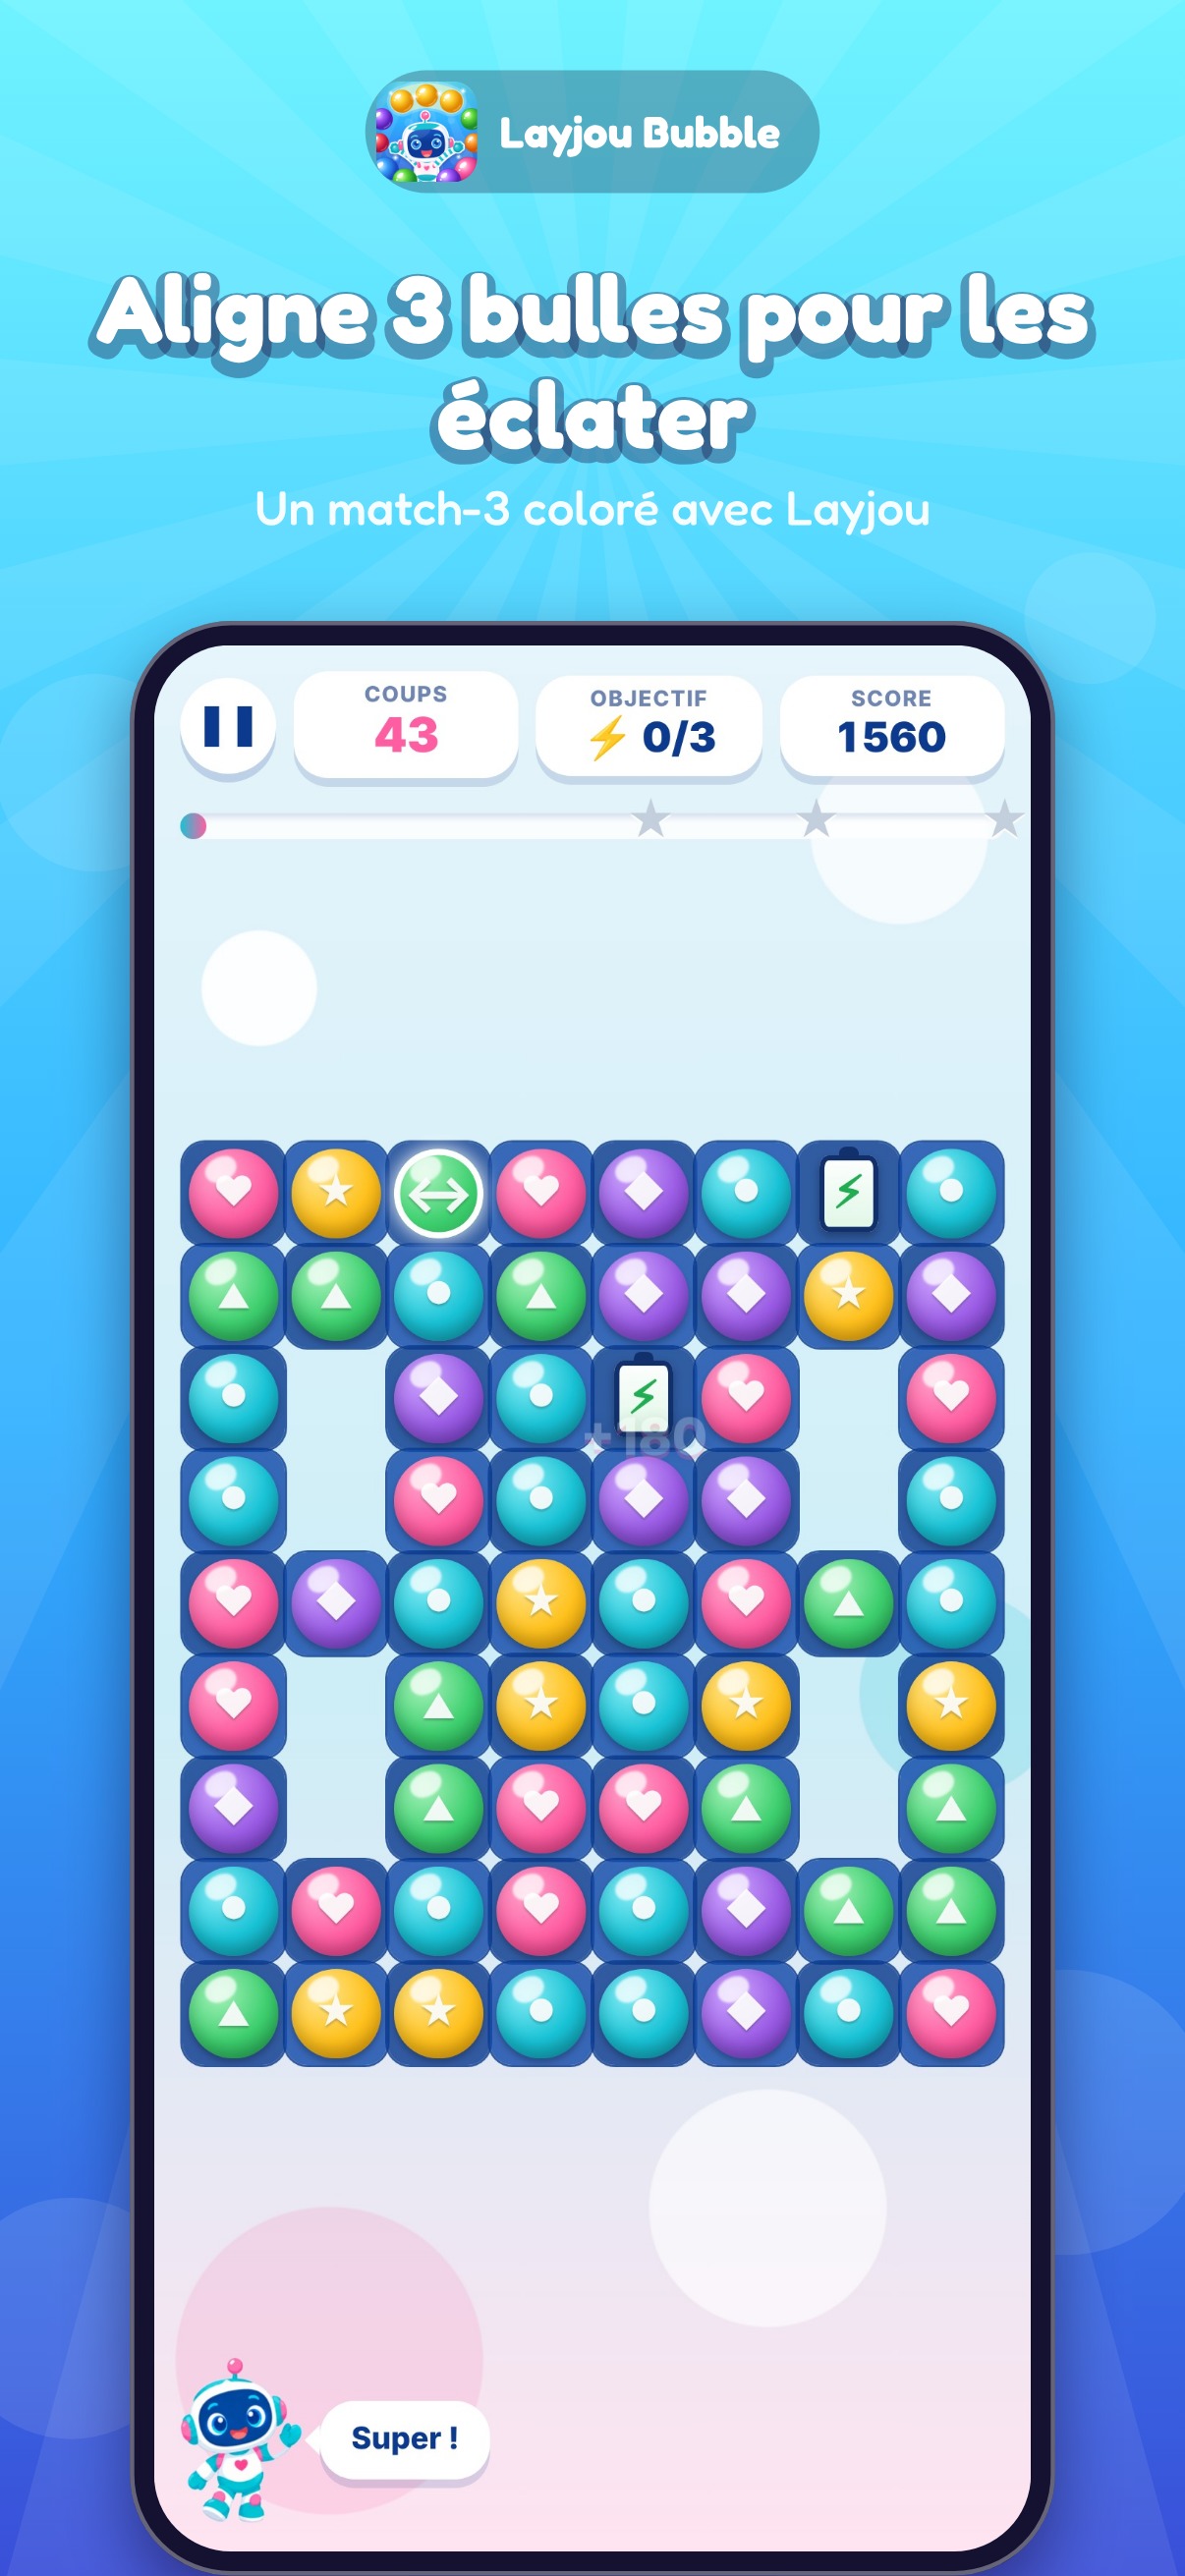 Layjou Bubble
Aligne 3 bulles pour les
éclater
Un match-3 coloré avec Layjou
COUPS
43
OBJECTIF
⚡ 0/3
SCORE
1560
+180
Super !